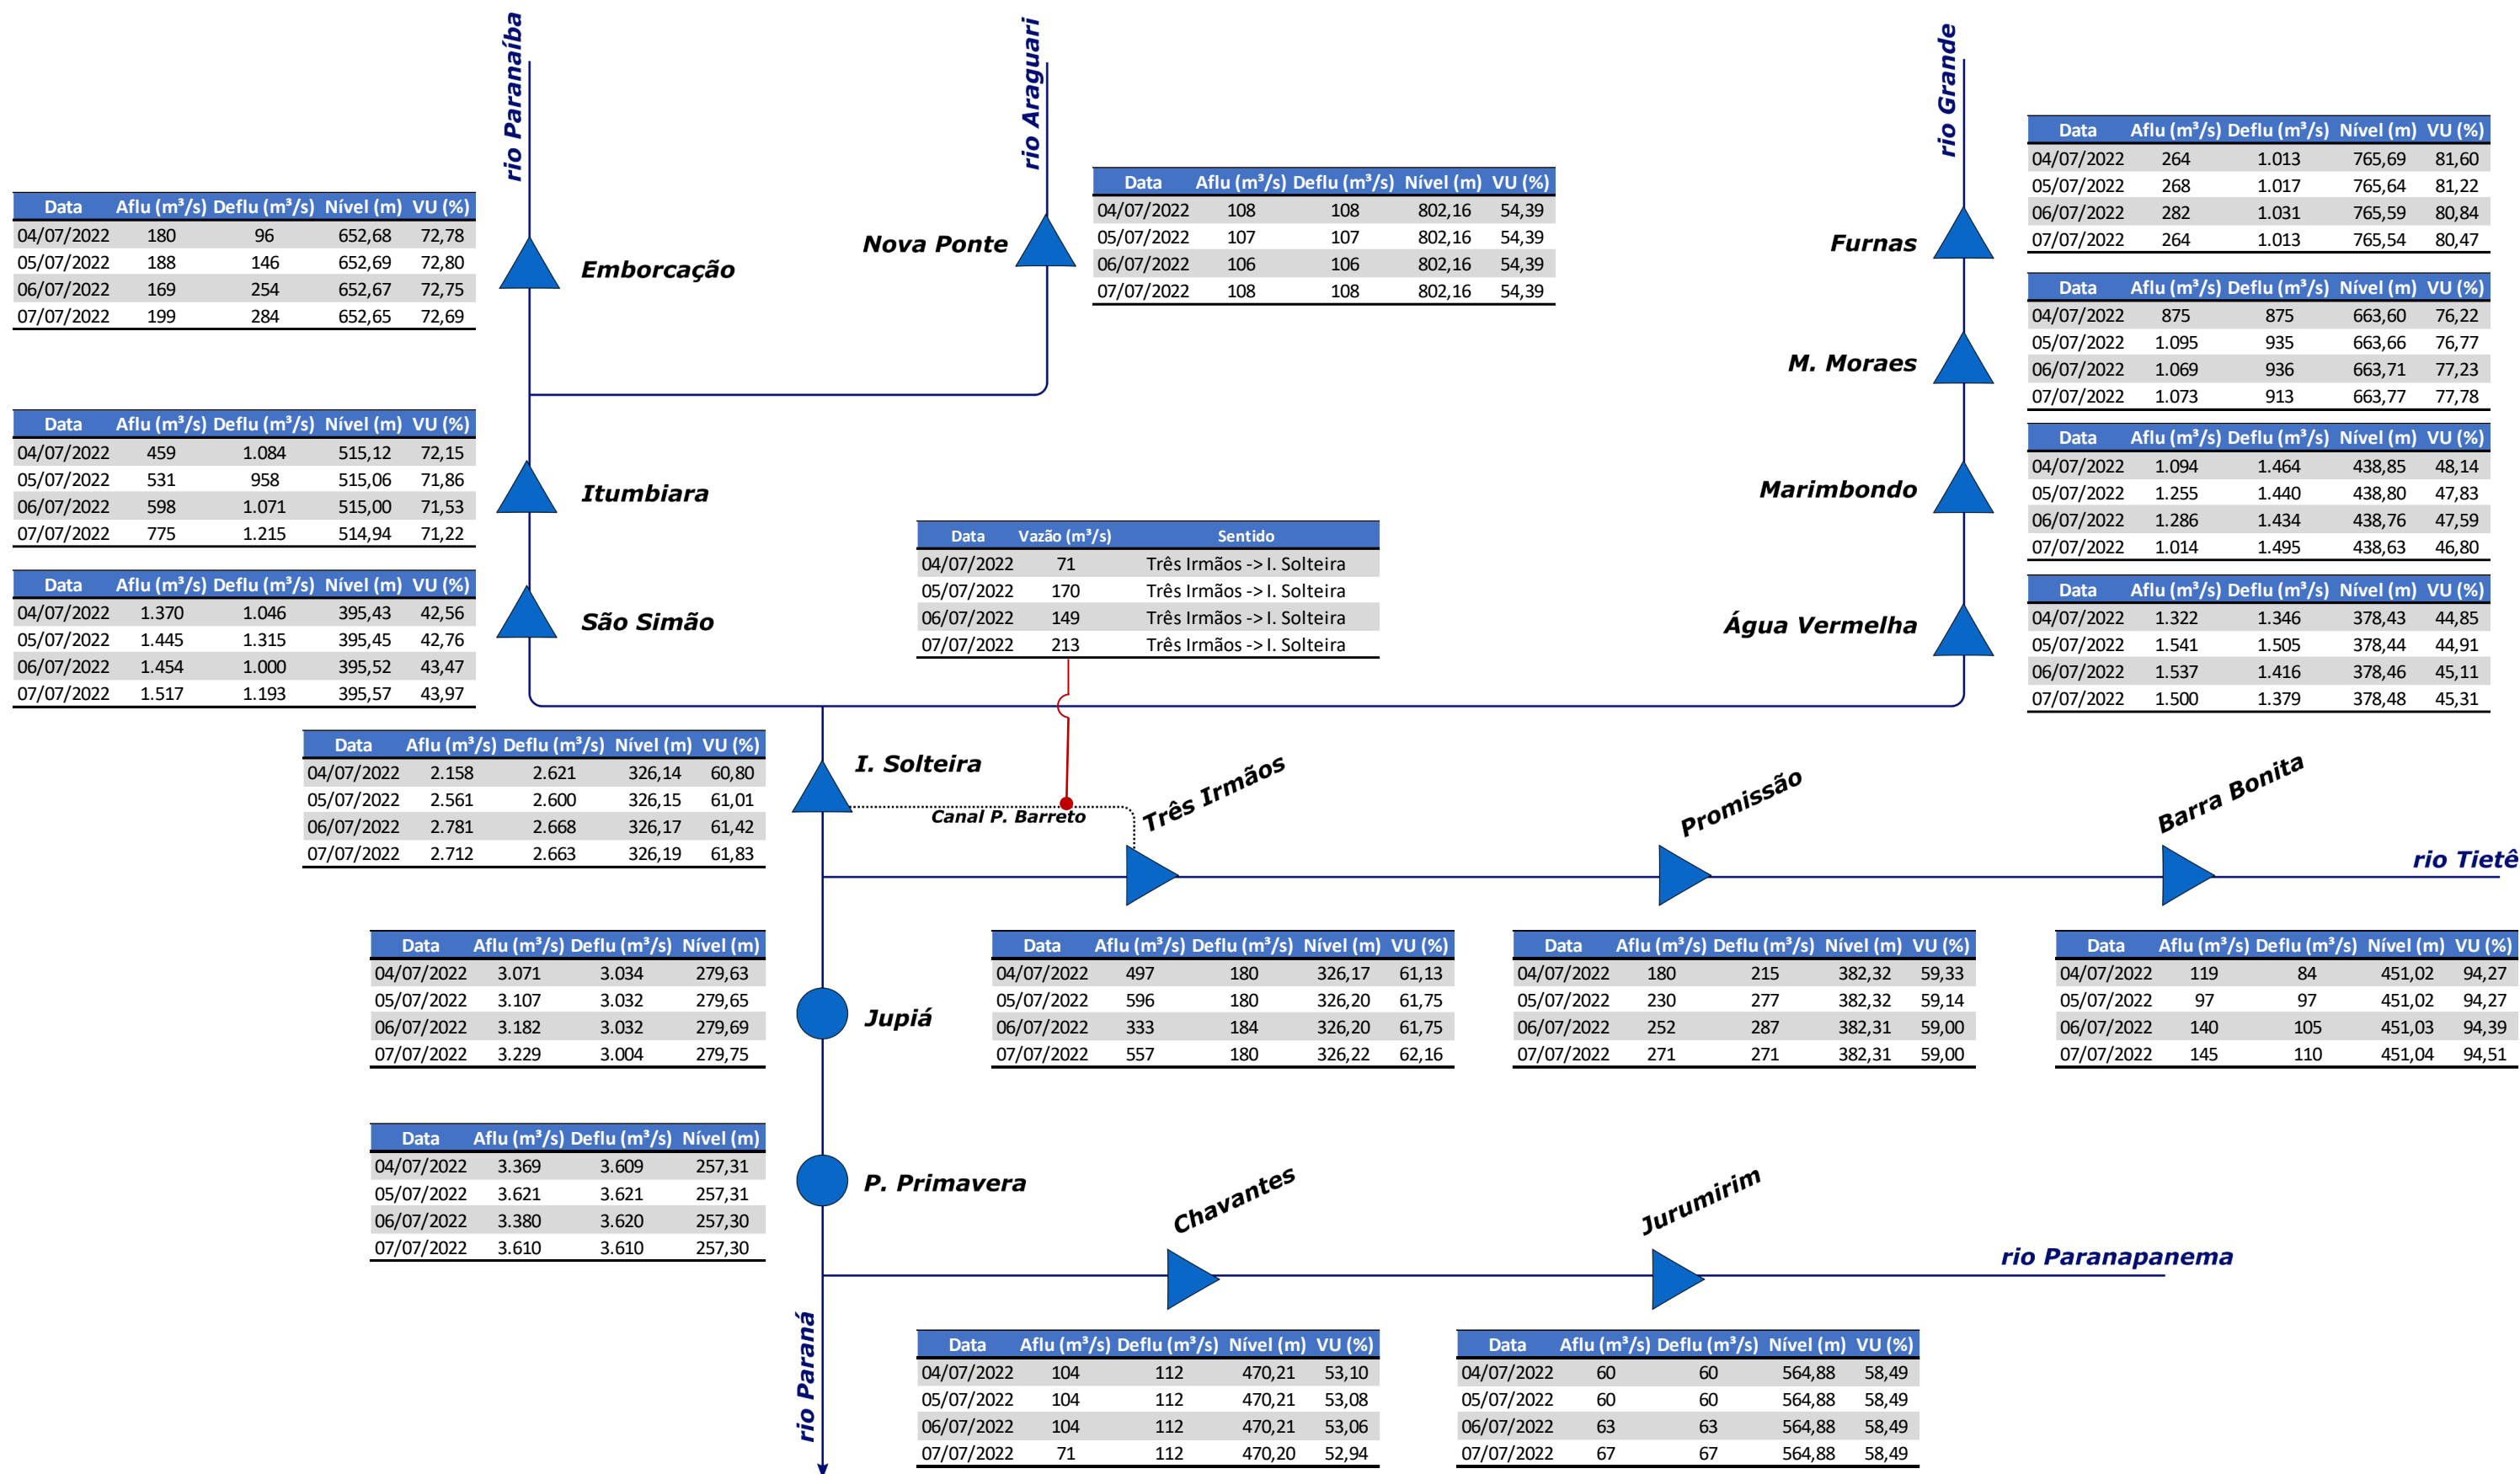 rio Paranaíba
rio Araguari
rio Grande
Data Aflu (m³/s) Deflu (m³/s) Nível (m) VU (%)
04/07/2022 180 96 652,68 72,78
05/07/2022 188 146 652,69 72,80
06/07/2022 169 254 652,67 72,75
07/07/2022 199 284 652,65 72,69
Emborcação
Nova Ponte
Data Aflu (m³/s) Deflu (m³/s) Nível (m) VU (%)
04/07/2022 108 108 802,16 54,39
05/07/2022 107 107 802,16 54,39
06/07/2022 106 106 802,16 54,39
07/07/2022 108 108 802,16 54,39
Furnas
Data Aflu (m³/s) Deflu (m³/s) Nível (m) VU (%)
04/07/2022 264 1.013 765,69 81,60
05/07/2022 268 1.017 765,64 81,22
06/07/2022 282 1.031 765,59 80,84
07/07/2022 264 1.013 765,54 80,47
M. Moraes
Data Aflu (m³/s) Deflu (m³/s) Nível (m) VU (%)
04/07/2022 875 875 663,60 76,22
05/07/2022 1.095 935 663,66 76,77
06/07/2022 1.069 936 663,71 77,23
07/07/2022 1.073 913 663,77 77,78
Data Aflu (m³/s) Deflu (m³/s) Nível (m) VU (%)
04/07/2022 459 1.084 515,12 72,15
05/07/2022 531 958 515,06 71,86
06/07/2022 598 1.071 515,00 71,53
07/07/2022 775 1.215 514,94 71,22
Itumbiara
Marimbondo
Data Aflu (m³/s) Deflu (m³/s) Nível (m) VU (%)
04/07/2022 1.094 1.464 438,85 48,14
05/07/2022 1.255 1.440 438,80 47,83
06/07/2022 1.286 1.434 438,76 47,59
07/07/2022 1.014 1.495 438,63 46,80
Data Aflu (m³/s) Deflu (m³/s) Nível (m) VU (%)
04/07/2022 1.370 1.046 395,43 42,56
05/07/2022 1.445 1.315 395,45 42,76
06/07/2022 1.454 1.000 395,52 43,47
07/07/2022 1.517 1.193 395,57 43,97
São Simão
Data Vazão (m³/s) Sentido
04/07/2022 71 Três Irmãos -> I. Solteira
05/07/2022 170 Três Irmãos -> I. Solteira
06/07/2022 149 Três Irmãos -> I. Solteira
07/07/2022 213 Três Irmãos -> I. Solteira
Água Vermelha
Data Aflu (m³/s) Deflu (m³/s) Nível (m) VU (%)
04/07/2022 1.322 1.346 378,43 44,85
05/07/2022 1.541 1.505 378,44 44,91
06/07/2022 1.537 1.416 378,46 45,11
07/07/2022 1.500 1.379 378,48 45,31
Data Aflu (m³/s) Deflu (m³/s) Nível (m) VU (%)
04/07/2022 2.158 2.621 326,14 60,80
05/07/2022 2.561 2.600 326,15 61,01
06/07/2022 2.781 2.668 326,17 61,42
07/07/2022 2.712 2.663 326,19 61,83
I. Solteira
Canal P. Barreto
Três Irmãos
Promissão
Barra Bonita
rio Tietê
Data Aflu (m³/s) Deflu (m³/s) Nível (m)
04/07/2022 3.071 3.034 279,63
05/07/2022 3.107 3.032 279,65
06/07/2022 3.182 3.032 279,69
07/07/2022 3.229 3.004 279,75
Jupiá
Data Aflu (m³/s) Deflu (m³/s) Nível (m) VU (%)
04/07/2022 497 180 326,17 61,13
05/07/2022 596 180 326,20 61,75
06/07/2022 333 184 326,20 61,75
07/07/2022 557 180 326,22 62,16
Data Aflu (m³/s) Deflu (m³/s) Nível (m) VU (%)
04/07/2022 180 215 382,32 59,33
05/07/2022 230 277 382,32 59,14
06/07/2022 252 287 382,31 59,00
07/07/2022 271 271 382,31 59,00
Data Aflu (m³/s) Deflu (m³/s) Nível (m) VU (%)
04/07/2022 119 84 451,02 94,27
05/07/2022 97 97 451,02 94,27
06/07/2022 140 105 451,03 94,39
07/07/2022 145 110 451,04 94,51
Data Aflu (m³/s) Deflu (m³/s) Nível (m)
04/07/2022 3.369 3.609 257,31
05/07/2022 3.621 3.621 257,31
06/07/2022 3.380 3.620 257,30
07/07/2022 3.610 3.610 257,30
P. Primavera
Chavantes
Jurumirim
rio Paranapanema
rio Paraná
Data Aflu (m³/s) Deflu (m³/s) Nível (m) VU (%)
04/07/2022 104 112 470,21 53,10
05/07/2022 104 112 470,21 53,08
06/07/2022 104 112 470,21 53,06
07/07/2022 71 112 470,20 52,94
Data Aflu (m³/s) Deflu (m³/s) Nível (m) VU (%)
04/07/2022 60 60 564,88 58,49
05/07/2022 60 60 564,88 58,49
06/07/2022 63 63 564,88 58,49
07/07/2022 67 67 564,88 58,49